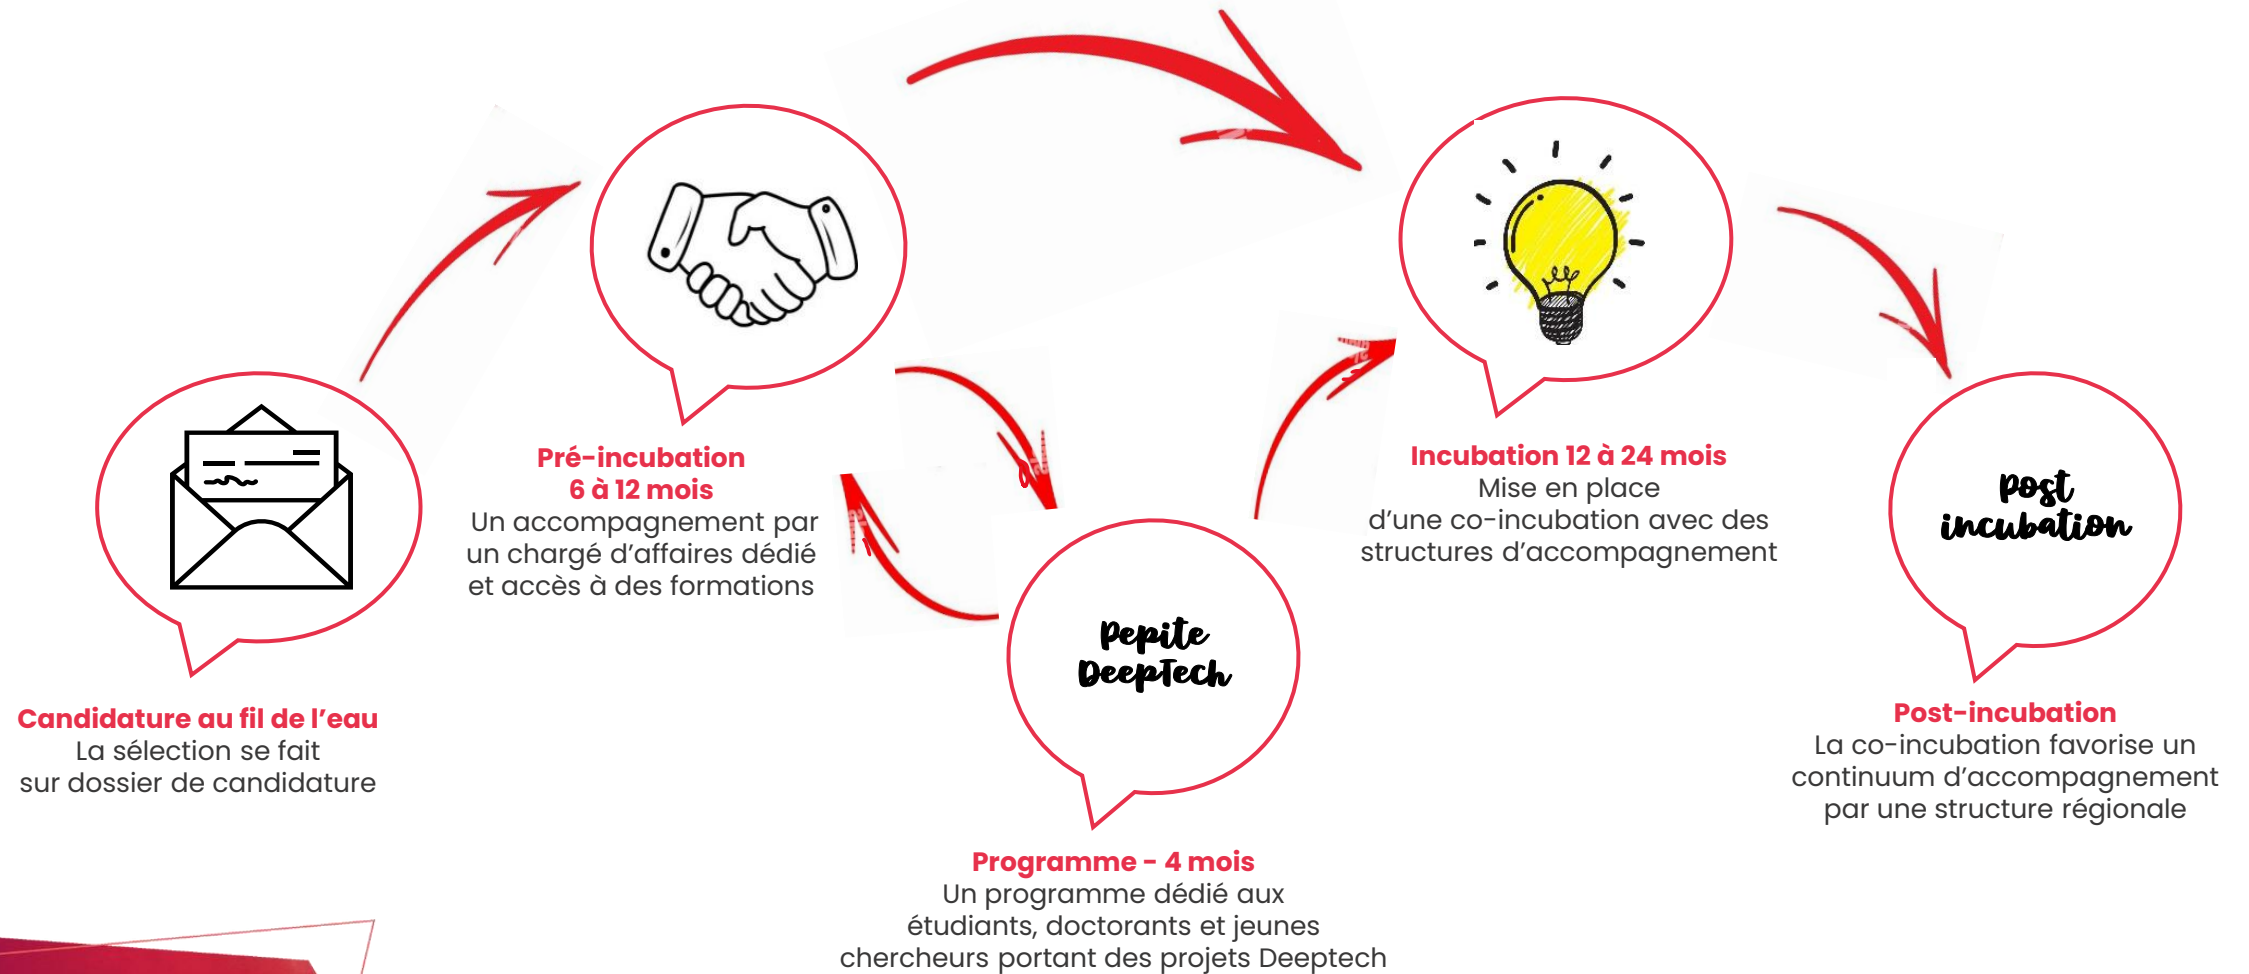 Candidature au fil de l’eau
La sélection se fait
sur dossier de candidature
Pré-incubation
6 à 12 mois
Un accompagnement par
un chargé d’affaires dédié
et accès à des formations
Pepite
DeepTech
Programme - 4 mois
Un programme dédié aux
étudiants, doctorants et jeunes
chercheurs portant des projets Deeptech
Incubation 12 à 24 mois
Mise en place
d’une co-incubation avec des
structures d’accompagnement
Post
incubation
Post-incubation
La co-incubation favorise un
continuum d’accompagnement
par une structure régionale